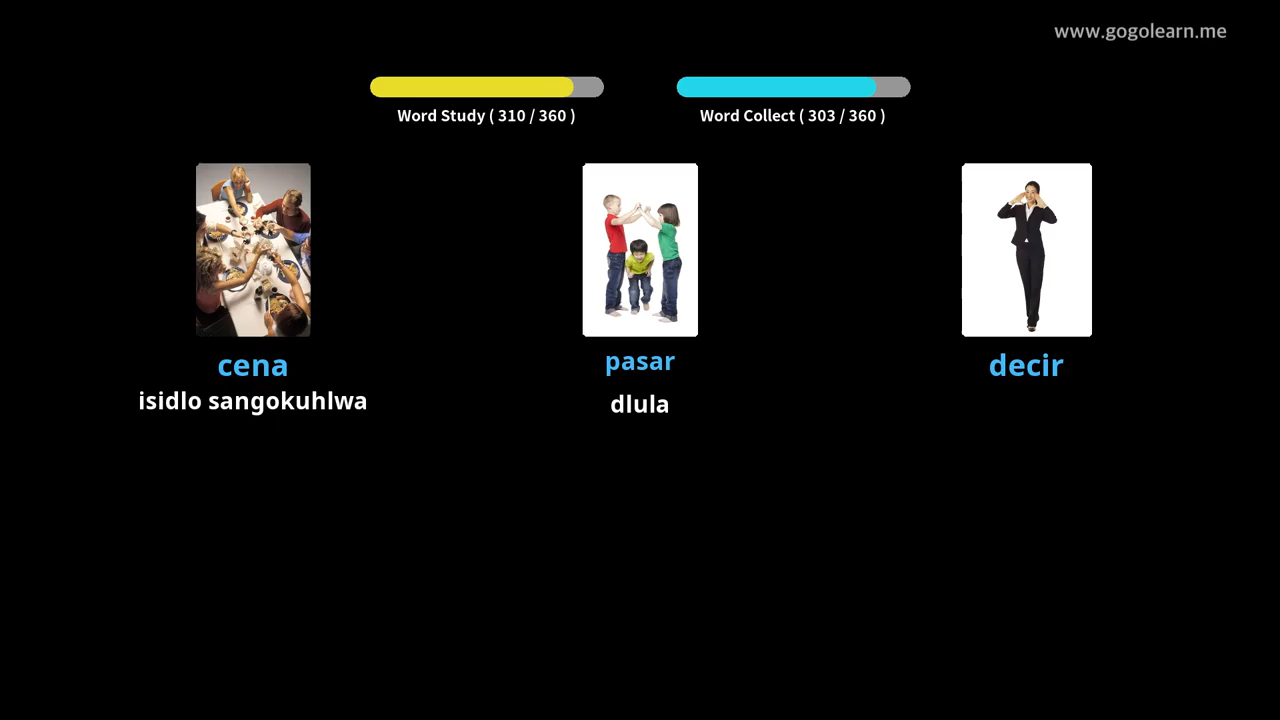 www.gogolearn.me
Word Study ( 310 / 360 )
Word Collect ( 303 / 360 )
cena
isidlo sangokuhlwa
pasar
dlula
decir